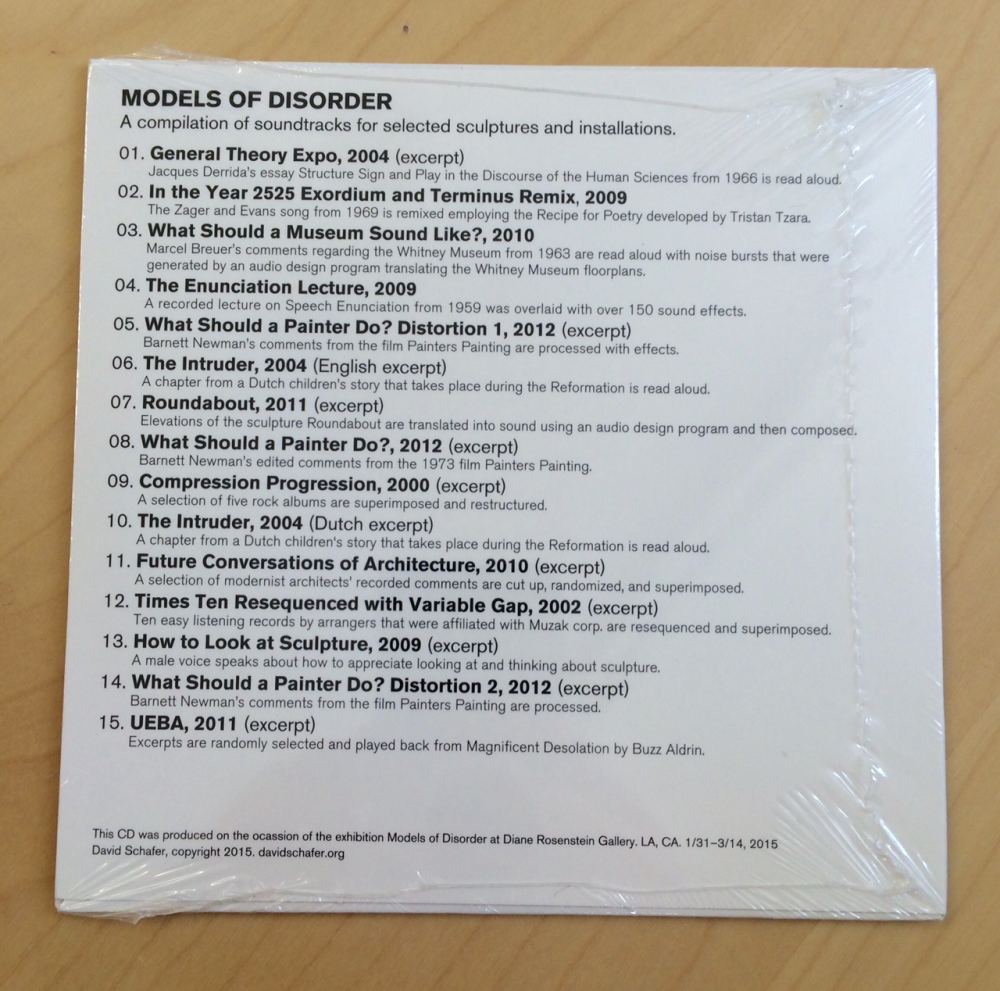 MODELS OF DISORDER
A compilation of soundtracks for selected sculptures and installations.
01. General Theory Expo, 2004 (excerpt)
Jacques Derrida's essay Structure Sign and Play in the Discourse of the Human Sciences from 1966 is read aloud.
02. In the Year 2525 Exordium and Terminus Remix, 2009
The Zager and Evans song from 1969 is remixed employing the Recipe for Poetry developed by Tristan Tzara.
03. What Should a Museum Sound Like?, 2010
Marcel Breuer's comments regarding the Whitney Museum from 1963 are read aloud with noise bursts that were
generated by an audio design program translating the Whitney Museum floorplans.
04. The Enunciation Lecture, 2009
A recorded lecture on Speech Enunciation from 1959 was overlaid with over 150 sound effects.
05. What Should a Painter Do? Distortion 1, 2012 (excerpt)
Barnett Newman's comments from the film Painters Painting are processed with effects.
06. The Intruder, 2004 (English excerpt)
A chapter from a Dutch children's story that takes place during the Reformation is read aloud.
07. Roundabout, 2011 (excerpt)
Elevations of the sculpture Roundabout are translated into sound using an audio design program and then composed.
08. What Should a Painter Do?, 2012 (excerpt)
Barnett Newman's edited comments from the 1973 film Painters Painting.
09. Compression Progression, 2000 (excerpt)
A selection of five rock albums are superimposed and restructured.
10. The Intruder, 2004 (Dutch excerpt)
A chapter from a Dutch children's story that takes place during the Reformation is read aloud.
11. Future Conversations of Architecture, 2010 (excerpt)
A selection of modernist architects' recorded comments are cut up, randomized, and superimposed.
12. Times Ten Resequenced with Variable Gap, 2002 (excerpt)
Ten easy listening records by arrangers that were affiliated with Muzak corp. are resequenced and superimposed.
13. How to Look at Sculpture, 2009 (excerpt)
A male voice speaks about how to appreciate looking at and thinking about sculpture.
14. What Should a Painter Do? Distortion 2, 2012 (excerpt)
Barnett Newman's comments from the film Painters Painting are processed.
15. UEBA, 2011 (excerpt)
Excerpts are randomly selected and played back from Magnificent Desolation by Buzz Aldrin.
This CD was produced on the ocassion of the exhibition Models of Disorder at Diane Rosenstein Gallery. LA, CA. 1/31–3/14, 2015
David Schafer, copyright 2015. davidschafer.org